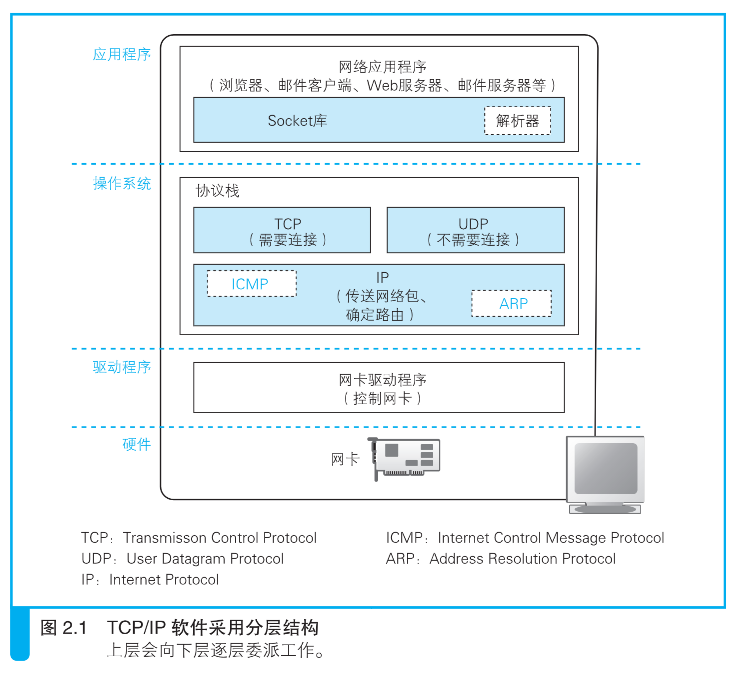 应用程序
网络应用程序
（浏览器、邮件客户端、Web服务器、邮件服务器等）
Socket库
解析器
操作系统
协议栈
TCP
（需要连接）
UDP
（不需要连接）
ICMP
IP
（传送网络包、
确定路由）
ARP
驱动程序
网卡驱动程序
（控制网卡）
硬件
网卡
TCP：Transmisson Control Protocol
ICMP：Internet Control Message Protocol
UDP：User Datagram Protocol
ARP：Address Resolution Protocol
IP：Internet Protocol
图 2.1 TCP/IP 软件采用分层结构
上层会向下层逐层委派工作。